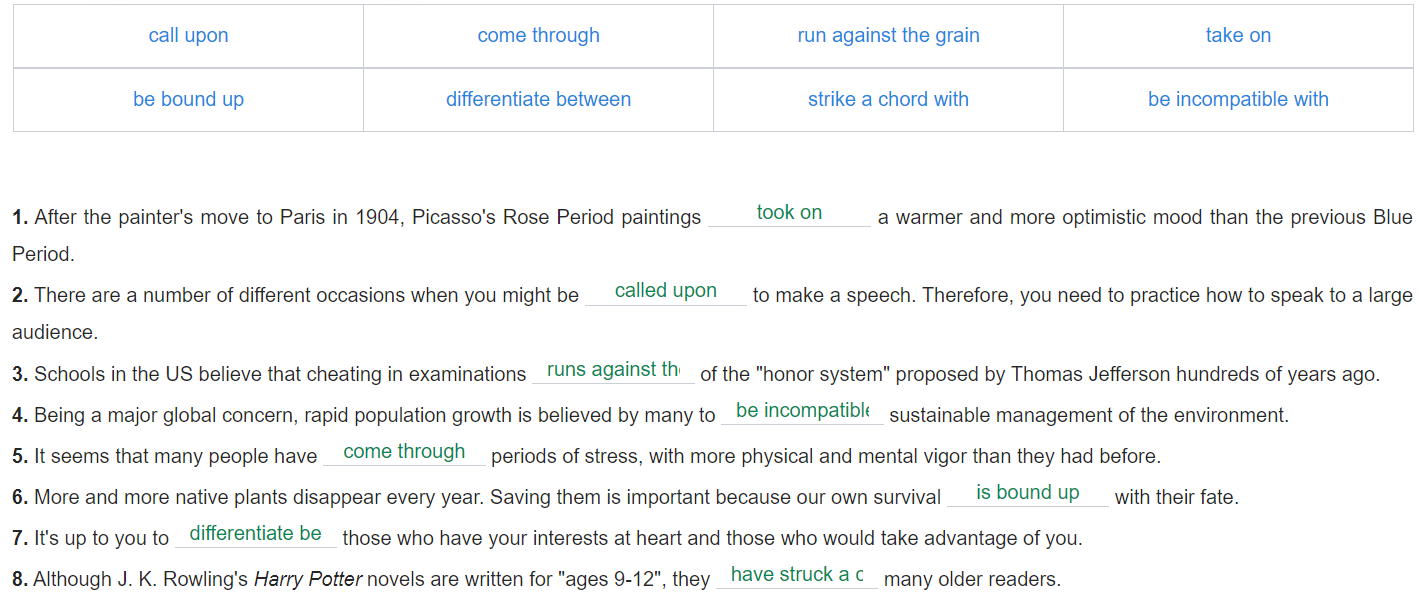 call upon come through run against the grain take on
be bound up differentiate between strike a chord with be incompatible with
1. After the painter's move to Paris in 1904, Picasso's Rose Period paintings took on a warmer and more optimistic mood than the previous Blue
Period.
2. There are a number of different occasions when you might be called upon to make a speech. Therefore, you need to practice how to speak to a large
audience.
3. Schools in the US believe that cheating in examinations runs against th of the "honor system" proposed by Thomas Jefferson hundreds of years ago.
4. Being a major global concern, rapid population growth is believed by many to be incompatible sustainable management of the environment.
5. It seems that many people have come through periods of stress, with more physical and mental vigor than they had before.
6. More and more native plants disappear every year. Saving them is important because our own survival is bound up with their fate.
7. It's up to you to differentiate be those who have your interests at heart and those who would take advantage of you.
8. Although J. K. Rowling's Harry Potter novels are written for "ages 9-12", they have struck a c many older readers.